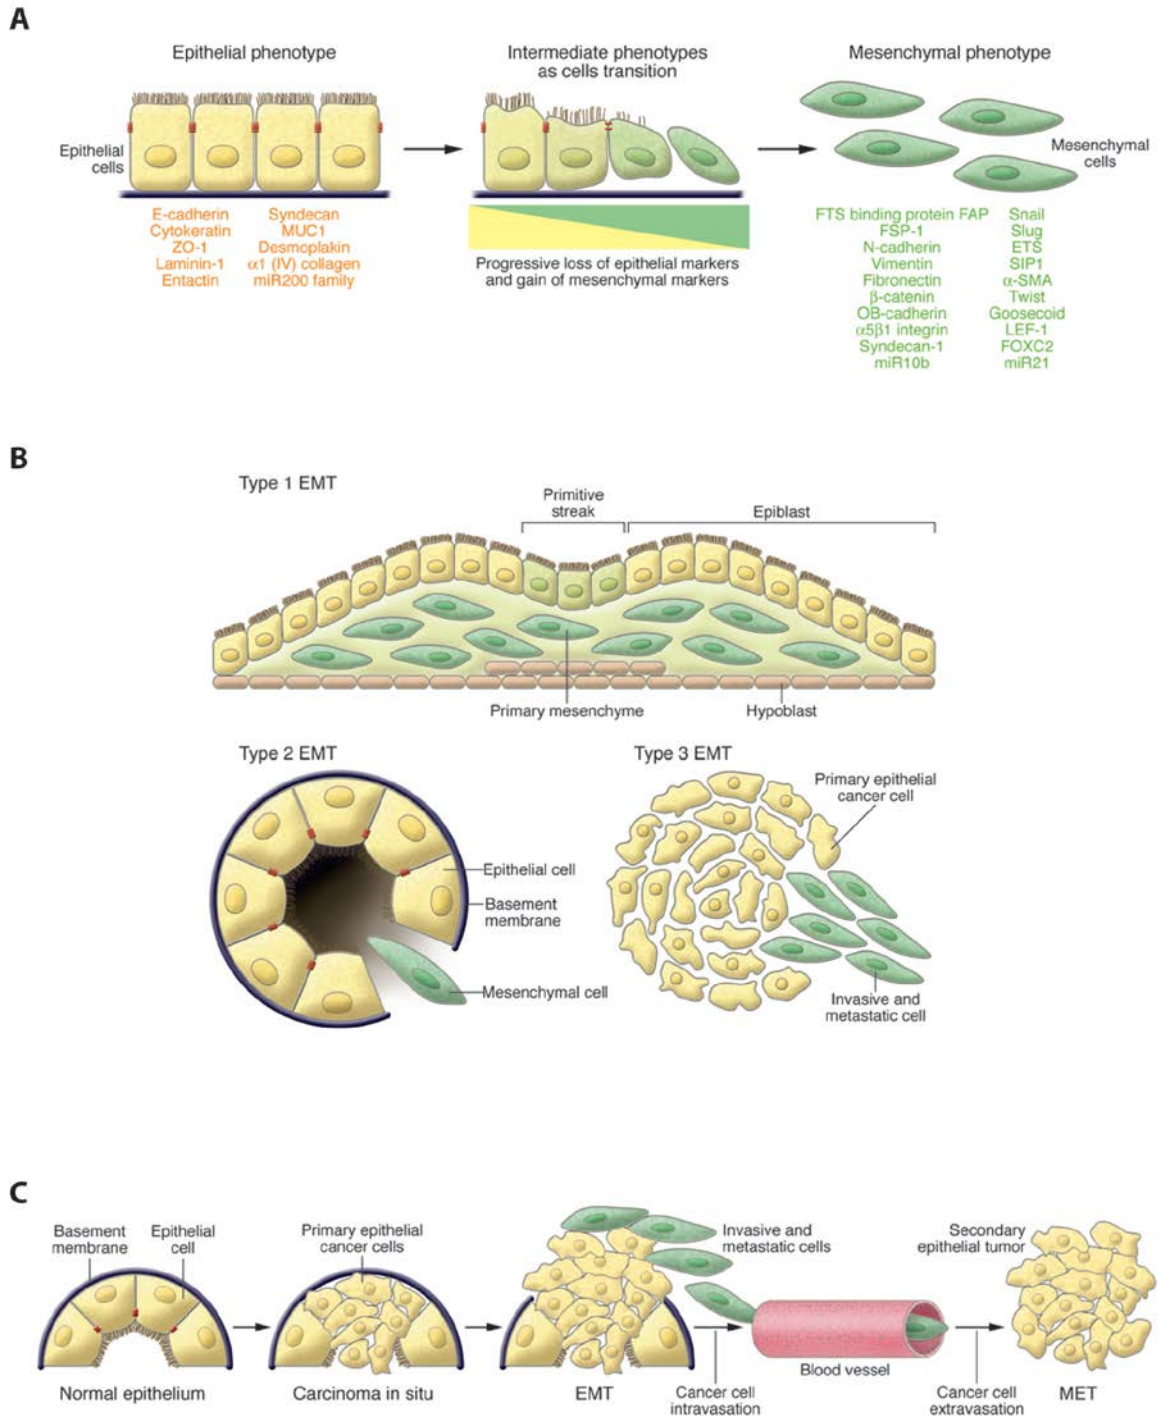 A
Epithelial phenotype
Intermediate phenotypes
as cells transition
Mesenchymal phenotype
Epithelial
cells
Mesenchymal
cells
E-cadherin
Cytokeratin
ZO-1
Laminin-1
Entactin
Syndecan
MUC1
Desmoplakin
α1 (IV) collagen
miR200 family
Progressive loss of epithelial markers
and gain of mesenchymal markers
FTS binding protein FAP
FSP-1
N-cadherin
Vimentin
Fibronectin
β-catenin
OB-cadherin
α5β1 integrin
Syndecan-1
miR10b
Snail
Slug
ETS
SIP1
α-SMA
Twist
Goosecoid
LEF-1
FOXC2
miR21
B
Type 1 EMT
Primitive
streak
Epiblast
Primary mesenchyme
Hypoblast
Type 2 EMT
Epithelial cell
Basement
membrane
Mesenchymal cell
Type 3 EMT
Primary epithelial
cancer cell
Invasive and
metastatic cell
C
Basement
membrane
Epithelial
cell
Primary epithelial
cancer cells
Invasive and
metastatic cells
Secondary
epithelial tumor
Blood vessel
Normal epithelium
Carcinoma in situ
EMT
Cancer cell
intravasation
Cancer cell
extravasation
MET